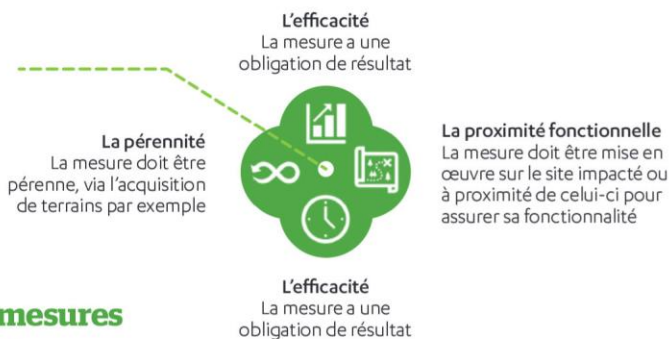 L'efficacité
La mesure a une
obligation de résultat
La pérennité
La mesure doit être
pérenne, via l'acquisition
de terrains par exemple
La proximité fonctionnelle
La mesure doit être mise en
œuvre sur le site impacté ou
à proximité de celui-ci pour
assurer sa fonctionnalité
L'efficacité
La mesure a une
obligation de résultat
mesures